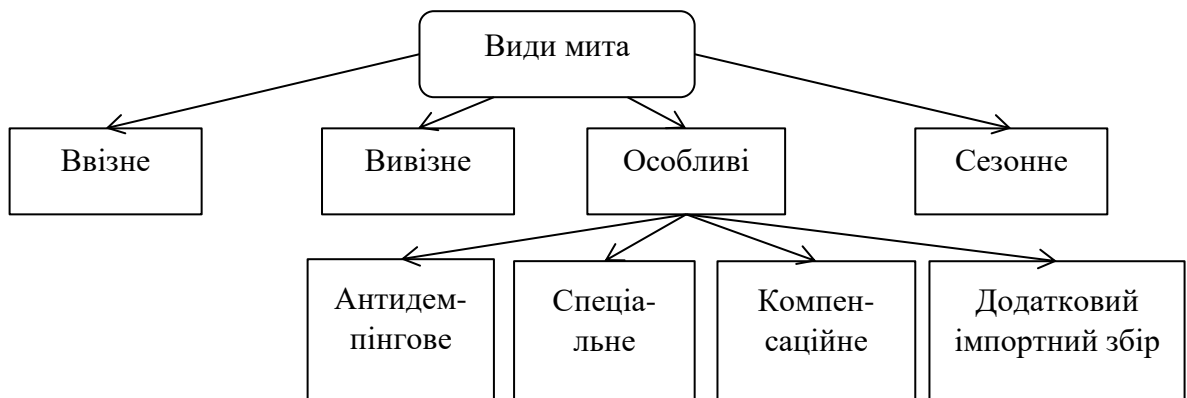 Види мита
Ввізне
Вивізне
Особливі
Сезонне
Антидем-
пінгове
Спеціа-
льне
Компен-
саційне
Додатковий
імпортний збір